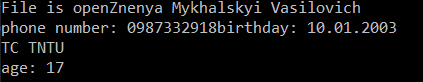 File is openZnenya Mykhalskyi Vasilovich
phone number: 0987332918birthday: 10.01.2003
TC TNTU
age: 17